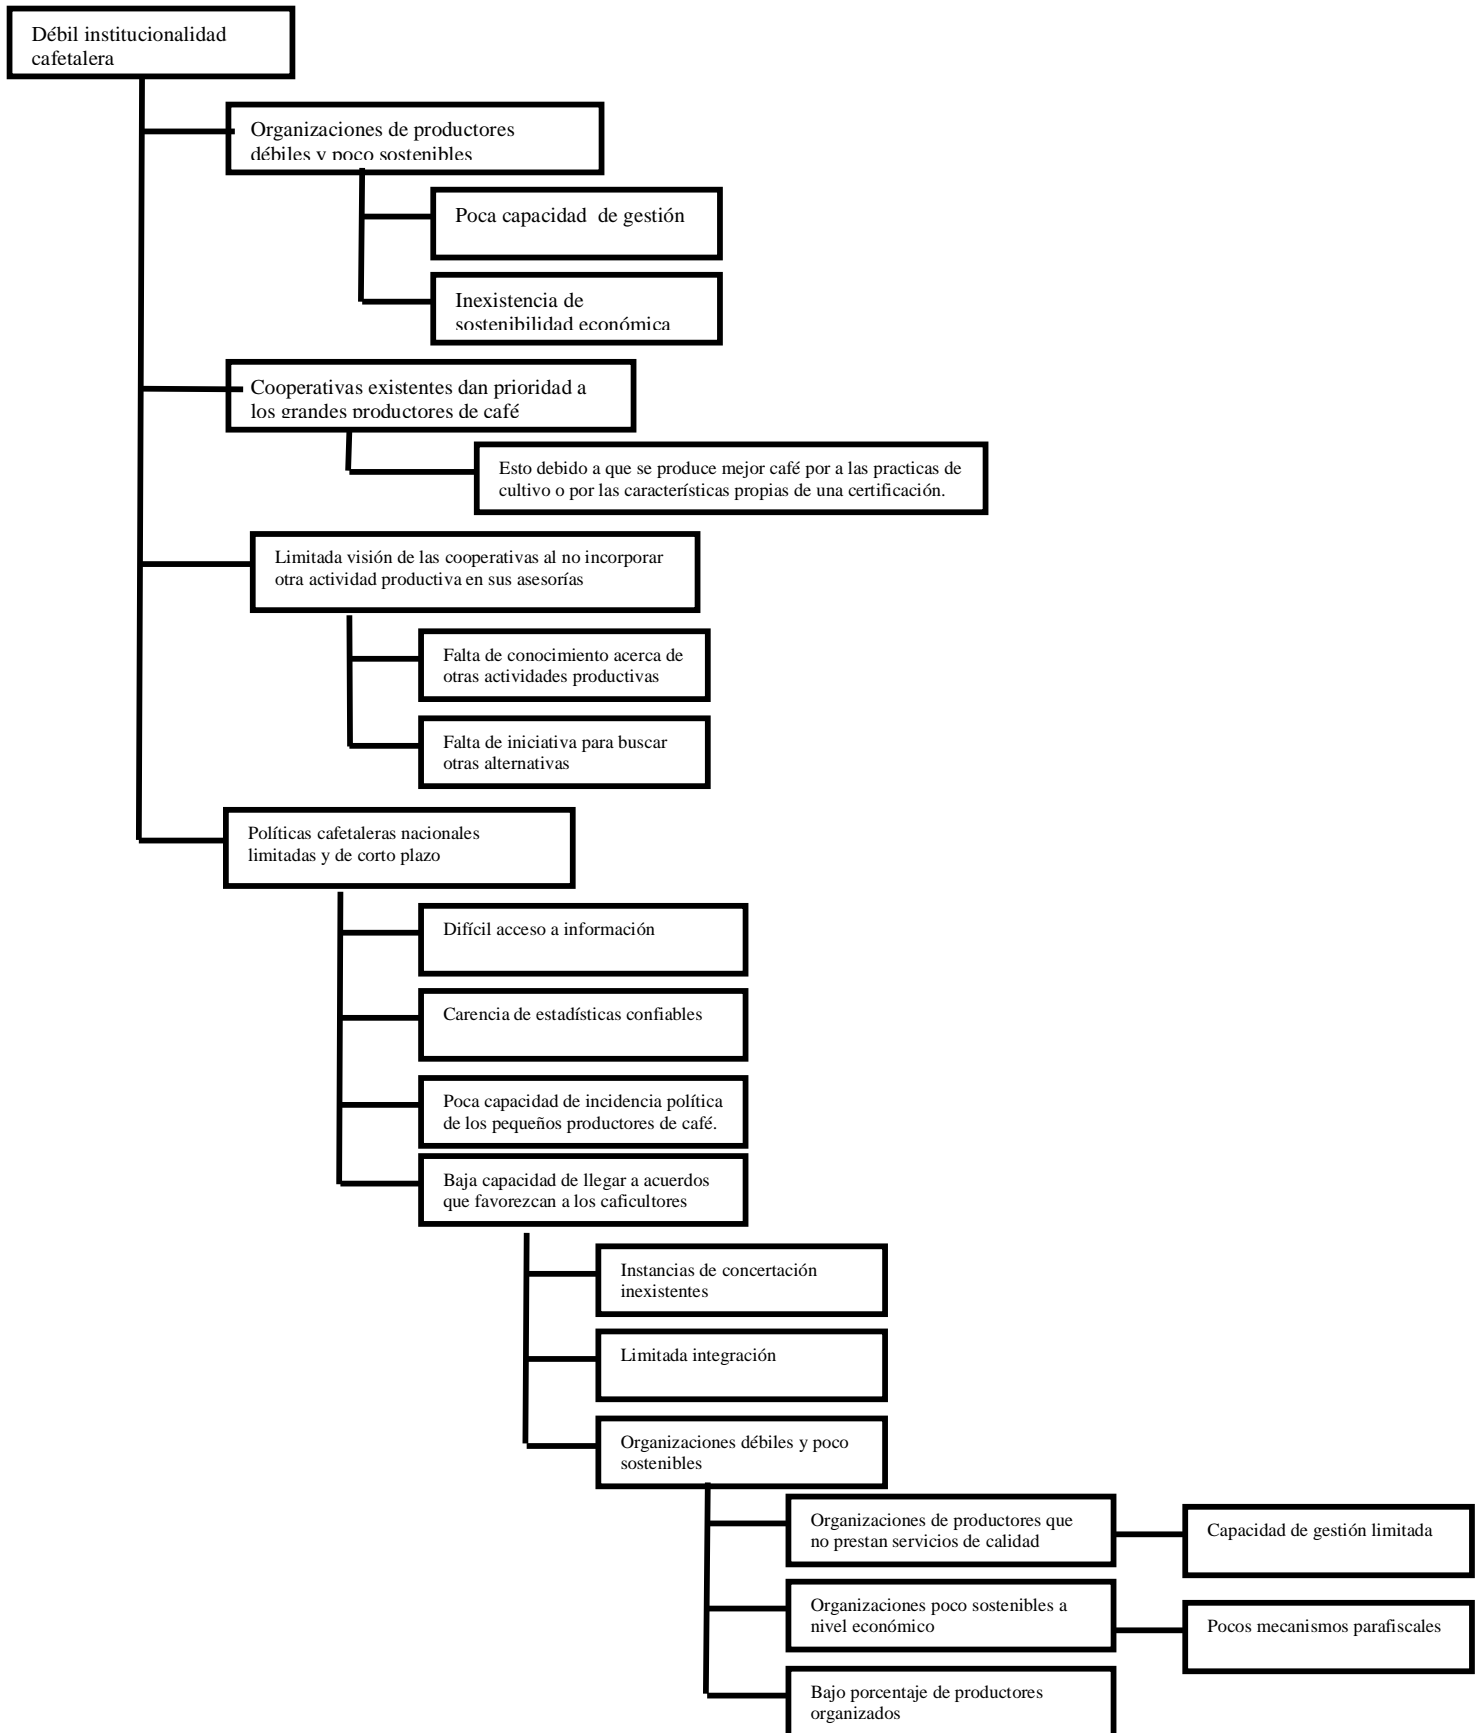 Débil institucionalidad
cafetalera
Organizaciones de productores
débiles y poco sostenibles
Poca capacidad  de gestión
Inexistencia de
sostenibilidad económica
Cooperativas existentes dan prioridad a
los grandes productores de café
Esto debido a que se produce mejor café por a las practicas de
cultivo o por las características propias de una certificación.
Limitada visión de las cooperativas al no incorporar
otra actividad productiva en sus asesorías
Falta de conocimiento acerca de
otras actividades productivas
Falta de iniciativa para buscar
otras alternativas
Políticas cafetaleras nacionales
limitadas y de corto plazo
Difícil acceso a información
Carencia de estadísticas confiables
Poca capacidad de incidencia política
de los pequeños productores de café.
Baja capacidad de llegar a acuerdos
que favorezcan a los caficultores
Instancias de concertación
inexistentes
Limitada integración
Organizaciones débiles y poco
sostenibles
Organizaciones de productores que
no prestan servicios de calidad
Capacidad de gestión limitada
Organizaciones poco sostenibles a
nivel económico
Pocos mecanismos parafiscales
Bajo porcentaje de productores
organizados